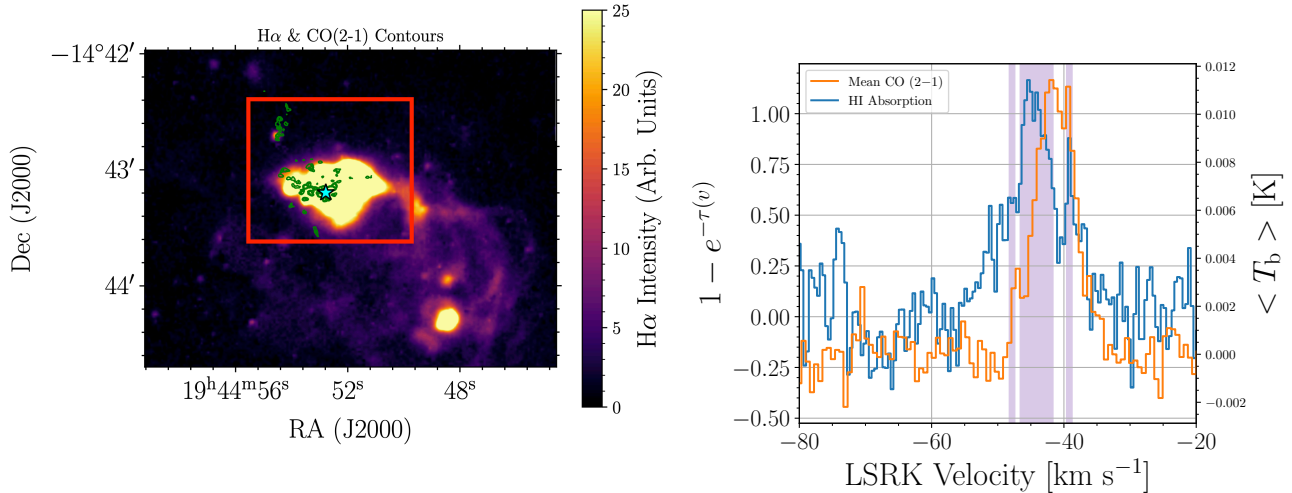 Hα & CO(2-1) Contours
−14°42′
43′
44′
Dec (J2000)
19ʰ44ᵐ56ˢ
52ˢ
48ˢ
RA (J2000)
25
20
15
10
5
0
Hα Intensity (Arb. Units)
Mean CO (2−1)
HI Absorption
1.00
0.75
0.50
0.25
0.00
−0.25
−0.50
1 − e^{−τ(v)}
0.012
0.010
0.008
0.006
0.004
0.002
0.000
−0.002
< T_b > [K]
−80
−60
−40
−20
LSRK Velocity [km s⁻¹]